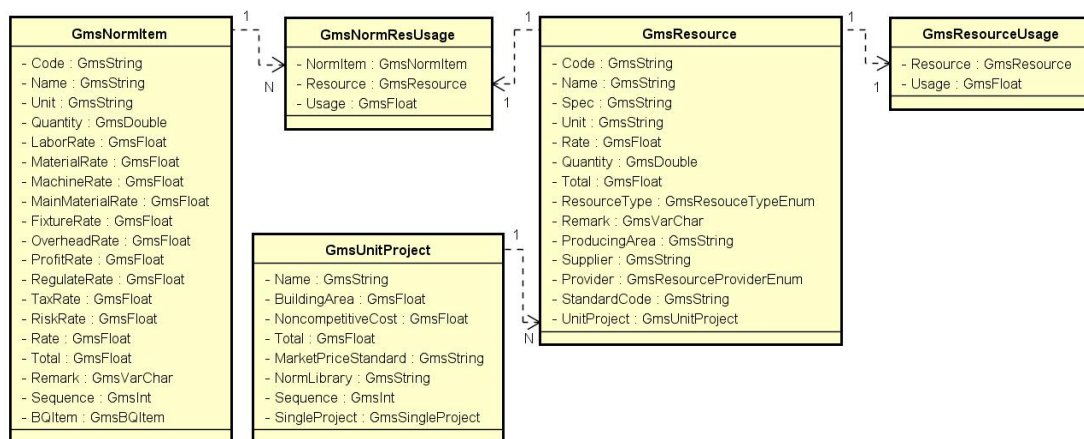 GmsNormItem
- Code : GmsString
- Name : GmsString
- Unit : GmsString
- Quantity : GmsDouble
- LaborRate : GmsFloat
- MaterialRate : GmsFloat
- MachineRate : GmsFloat
- MainMaterialRate : GmsFloat
- FixtureRate : GmsFloat
- OverheadRate : GmsFloat
- ProfitRate : GmsFloat
- RegulateRate : GmsFloat
- TaxRate : GmsFloat
- RiskRate : GmsFloat
- Rate : GmsFloat
- Total : GmsFloat
- Remark : GmsVarChar
- Sequence : GmsInt
- BQItem : GmsBQItem
1
N
GmsNormResUsage
- NormItem : GmsNormItem
- Resource : GmsResource
- Usage : GmsFloat
1
1
GmsUnitProject
- Name : GmsString
- BuildingArea : GmsFloat
- NoncompetitiveCost : GmsFloat
- Total : GmsFloat
- MarketPriceStandard : GmsString
- NormLibrary : GmsString
- Sequence : GmsInt
- SingleProject : GmsSingleProject
1
N
GmsResource
- Code : GmsString
- Name : GmsString
- Spec : GmsString
- Unit : GmsString
- Rate : GmsFloat
- Quantity : GmsDouble
- Total : GmsFloat
- ResourceType : GmsResouceTypeEnum
- Remark : GmsVarChar
- ProducingArea : GmsString
- Supplier : GmsString
- Provider : GmsResourceProviderEnum
- StandardCode : GmsString
- UnitProject : GmsUnitProject
1
1
GmsResourceUsage
- Resource : GmsResource
- Usage : GmsFloat